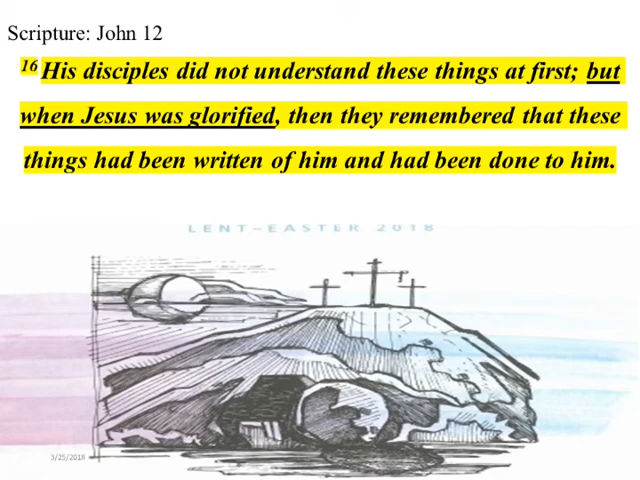 Scripture: John 12
16 His disciples did not understand these things at first; but
when Jesus was glorified, then they remembered that these
things had been written of him and had been done to him.
LENT-EASTER 2018
3/25/2018